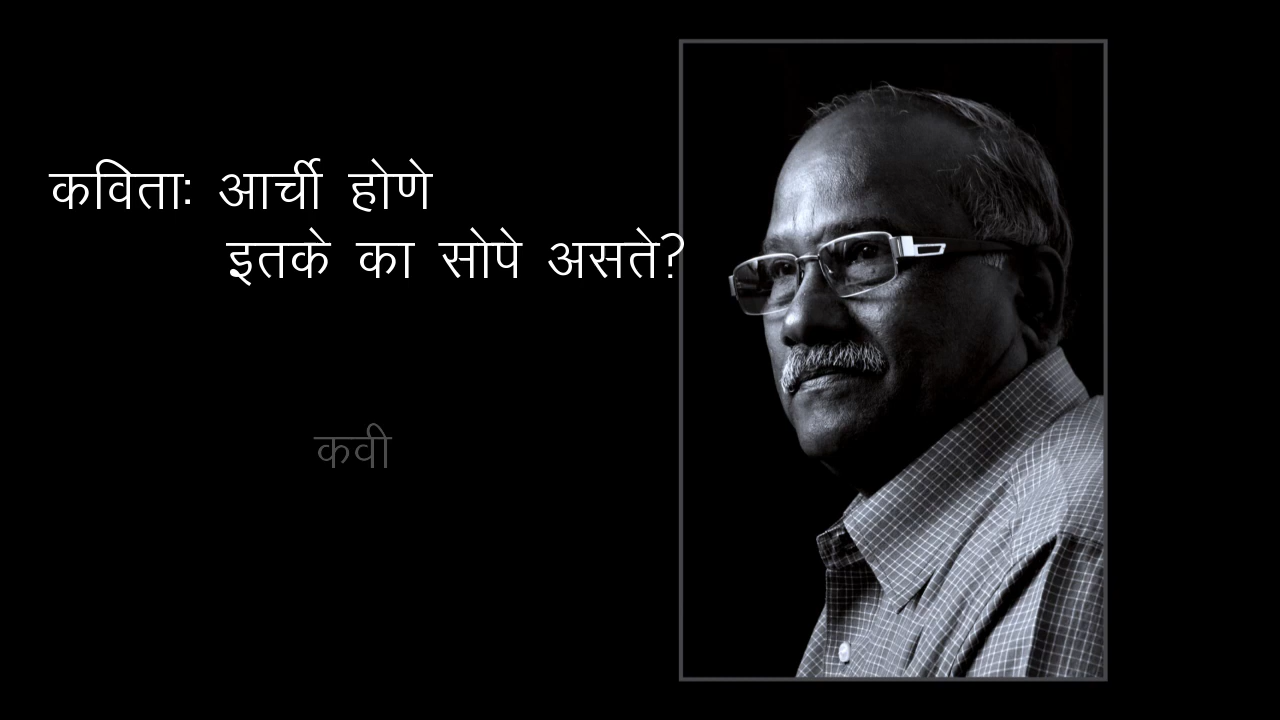 कविताः आर्ची होणे
इतके का सोपे असते?
कवी